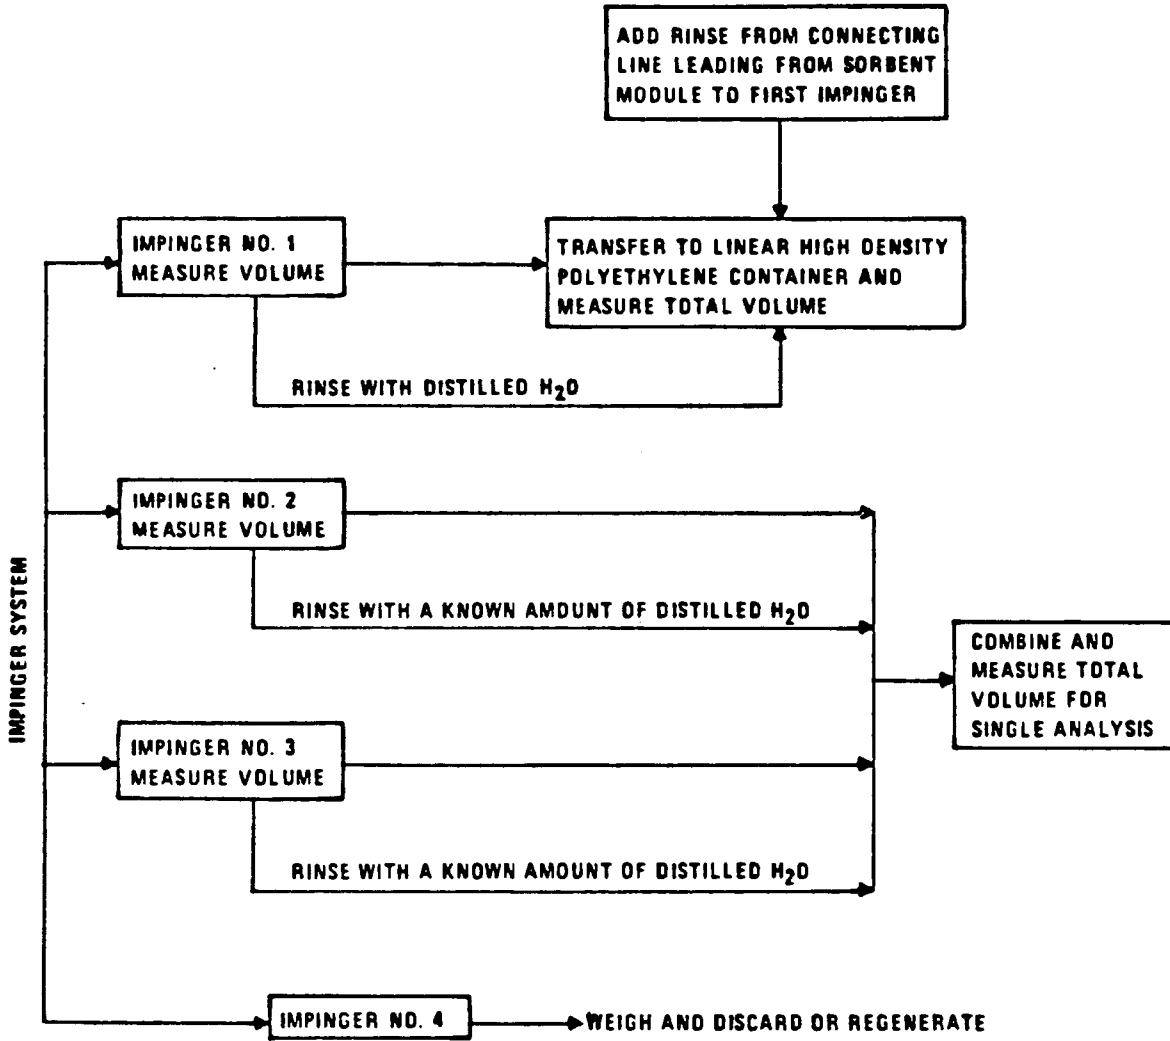 ADD RINSE FROM CONNECTING
LINE LEADING FROM SORBENT
MODULE TO FIRST IMPINGER
IMPINGER NO. 1
MEASURE VOLUME
TRANSFER TO LINEAR HIGH DENSITY
POLYETHYLENE CONTAINER AND
MEASURE TOTAL VOLUME
RINSE WITH DISTILLED H₂O
IMPINGER NO. 2
MEASURE VOLUME
RINSE WITH A KNOWN AMOUNT OF DISTILLED H₂O
IMPINGER SYSTEM
COMBINE AND
MEASURE TOTAL
VOLUME FOR
SINGLE ANALYSIS
IMPINGER NO. 3
MEASURE VOLUME
RINSE WITH A KNOWN AMOUNT OF DISTILLED H₂O
IMPINGER NO. 4
WEIGH AND DISCARD OR REGENERATE